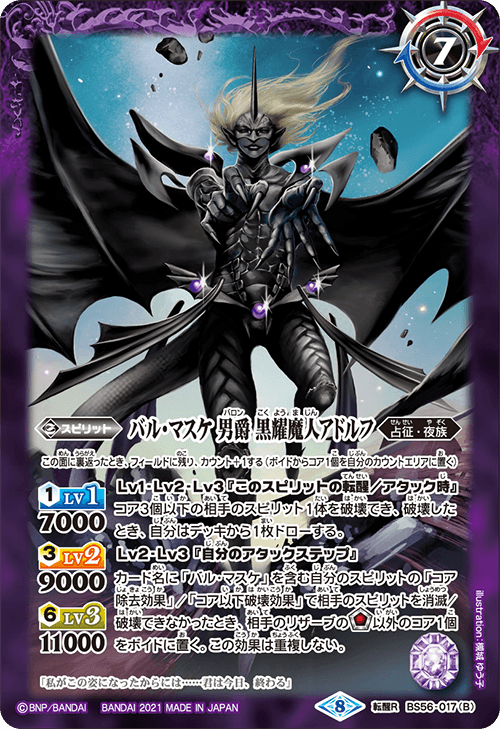 7
② スピリット バル・マスケ 男爵 黒耀魔人アドルフ 占征・夜族
この面に裏返ったとき、フィールドに残り、カウント+1する(ボイドからコア1個を自分のカウントエリアに置く)
1 LV1 7000
Lv1・Lv2・Lv3『このスピリットの転醒/アタック時』
コア3個以下の相手のスピリット1体を破壊でき、破壊した
とき、自分はデッキから1枚ドローする.
3 LV2 9000
Lv2・Lv3『自分のアタックステップ』
カード名に「バル・マスケ」を含む自分のスピリットの「コア
除去効果」/「コア以下破壊効果」で相手のスピリットを消滅/
破壊できなかったとき、相手のリザーブの以外のコア1個
をボイドに置く.この効果は重複しない.
6 LV3 11000
「私がこの姿になったからには……君は今日、終わる」
illustration:横城 ゆう子
©BNP/BANDAI BANDAI 2021 MADE IN JAPAN 8 転醒R BS56-017(B)